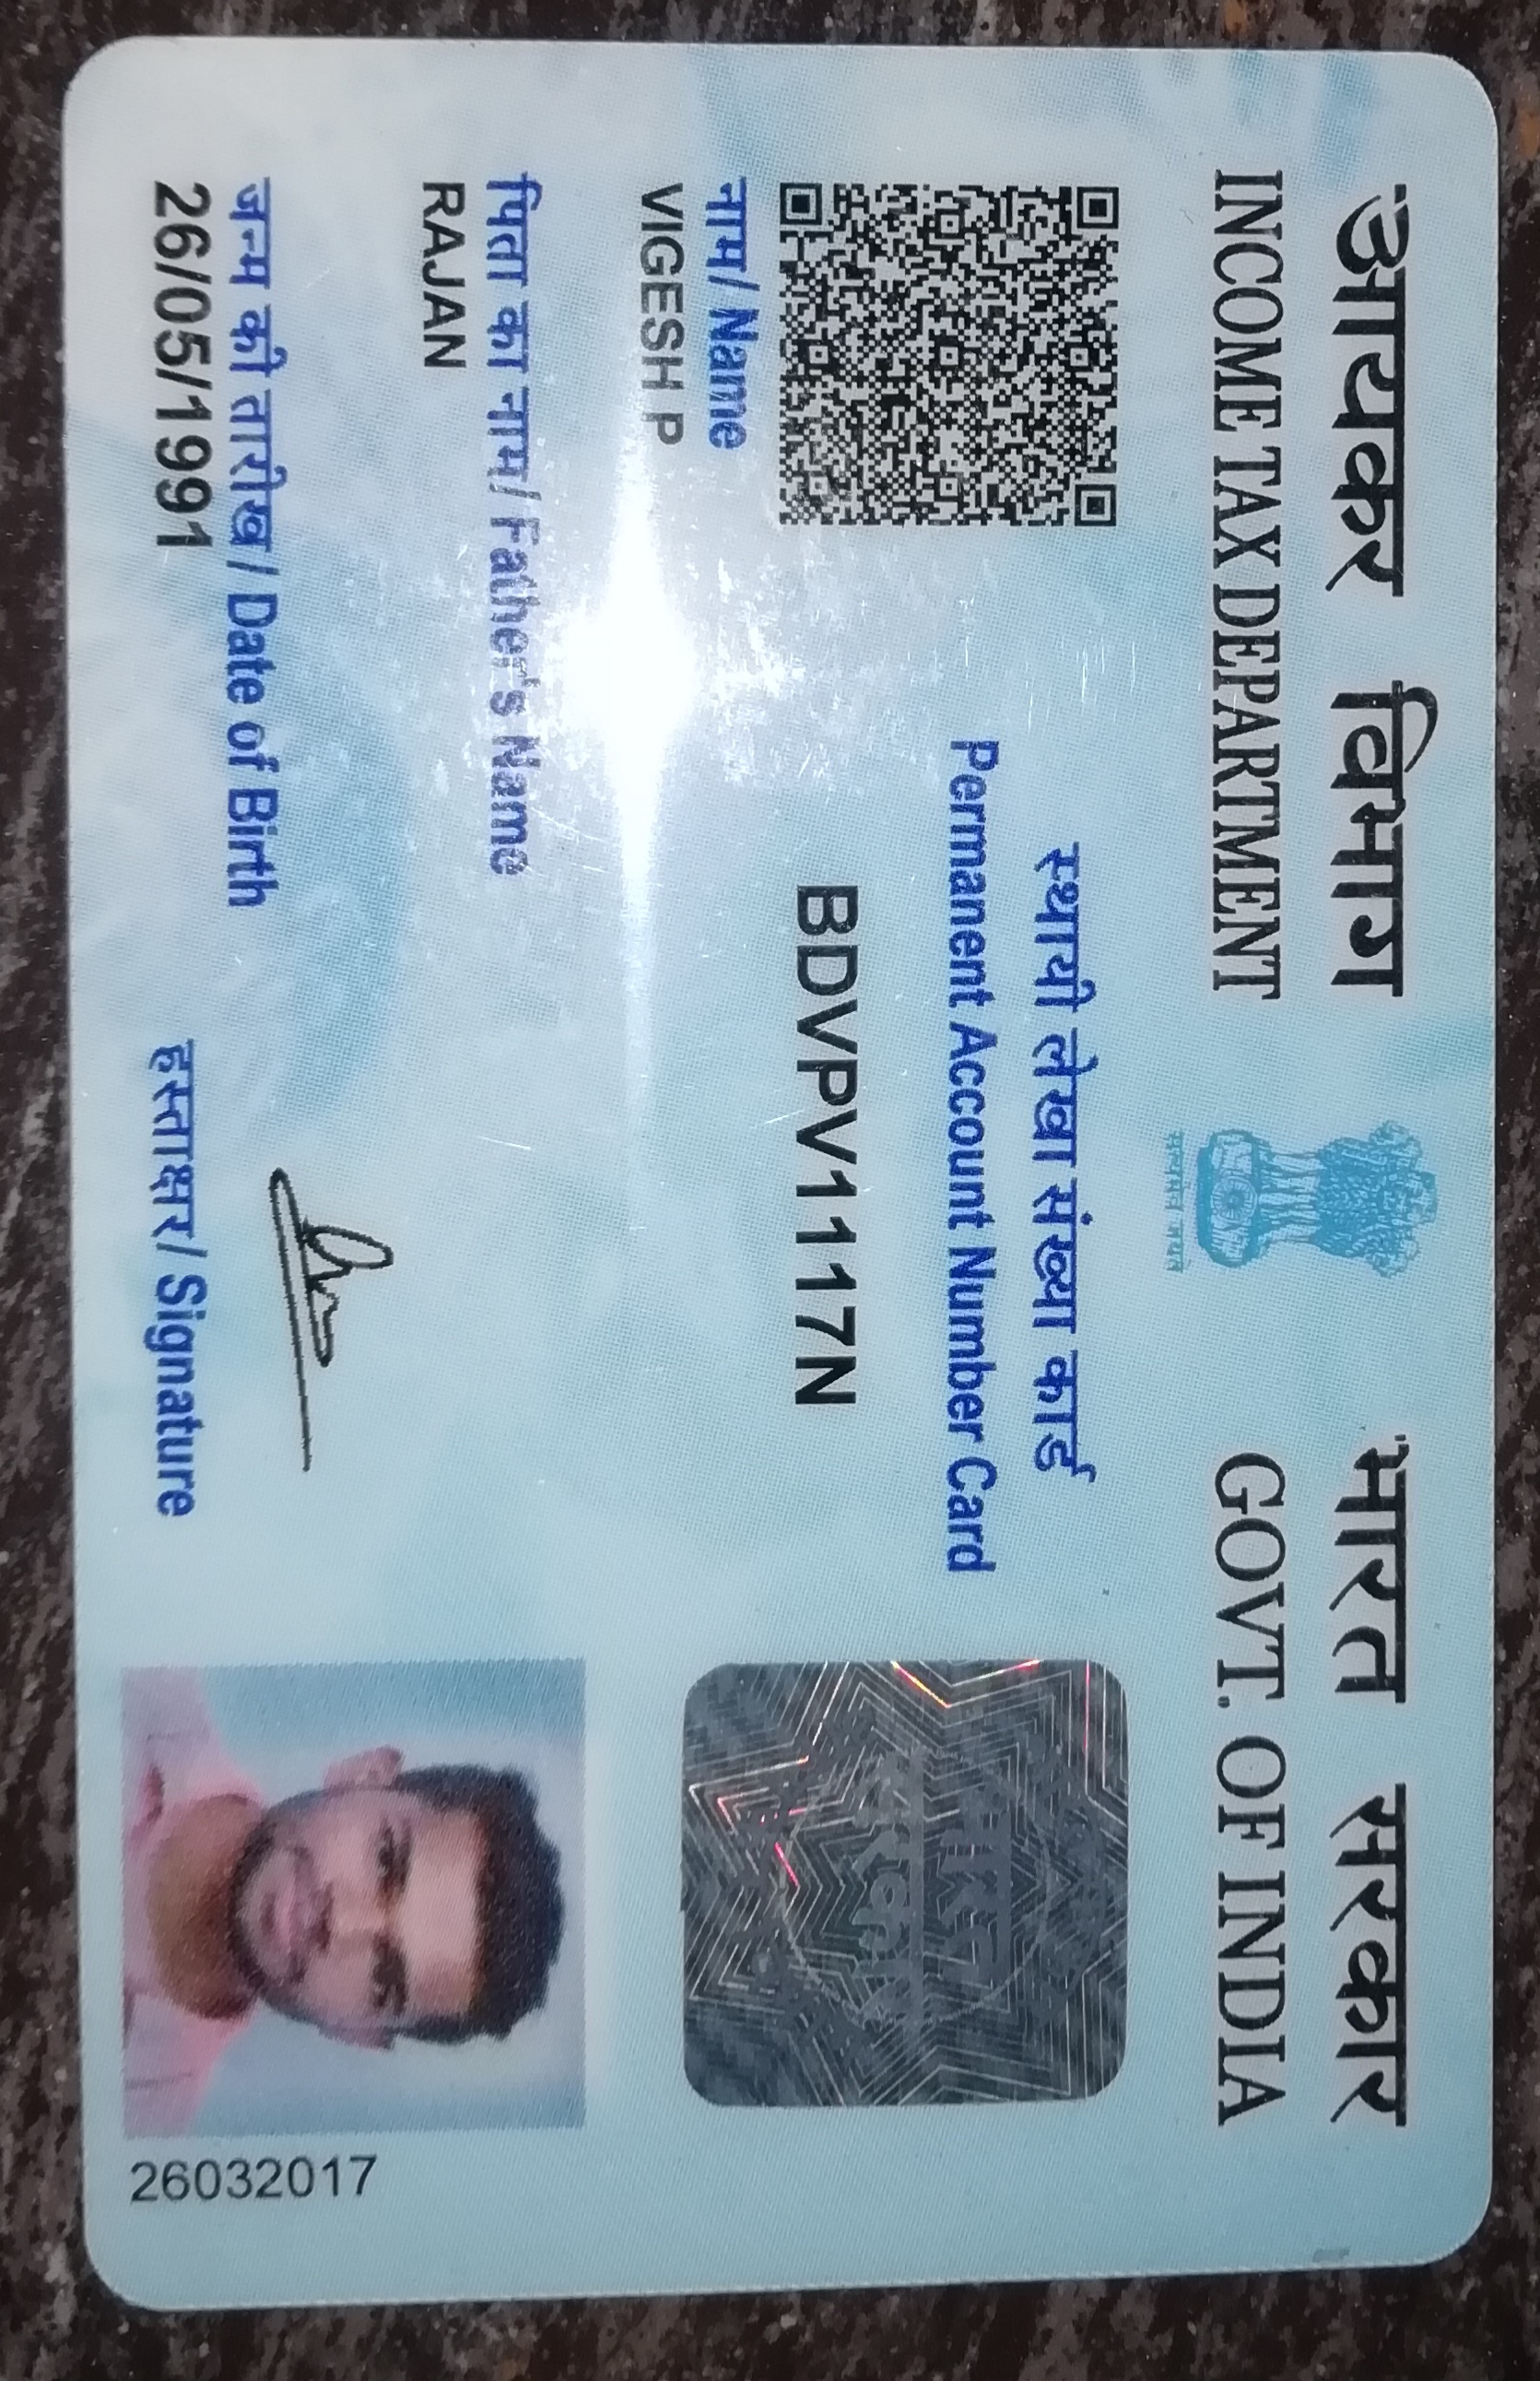 आयकर विभाग
INCOME TAX DEPARTMENT
सत्यमेव जयते
भारत सरकार
GOVT. OF INDIA
स्थायी लेखा संख्या कार्ड
Permanent Account Number Card
BDVPV1117N
भारत
सरकार
नाम/ Name
VIGESH P
पिता का नाम/ Father's Name
RAJAN
जन्म की तारीख/ Date of Birth
26/05/1991
हस्ताक्षर/ Signature
26032017